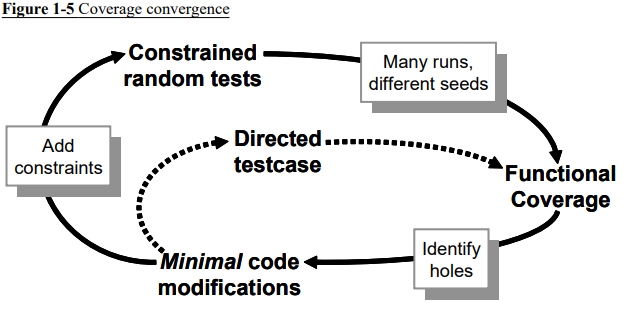 Figure 1-5 Coverage convergence
Constrained
random tests
Many runs,
different seeds
Add
constraints
Directed
testcase
Functional
Coverage
Identify
holes
Minimal code
modifications